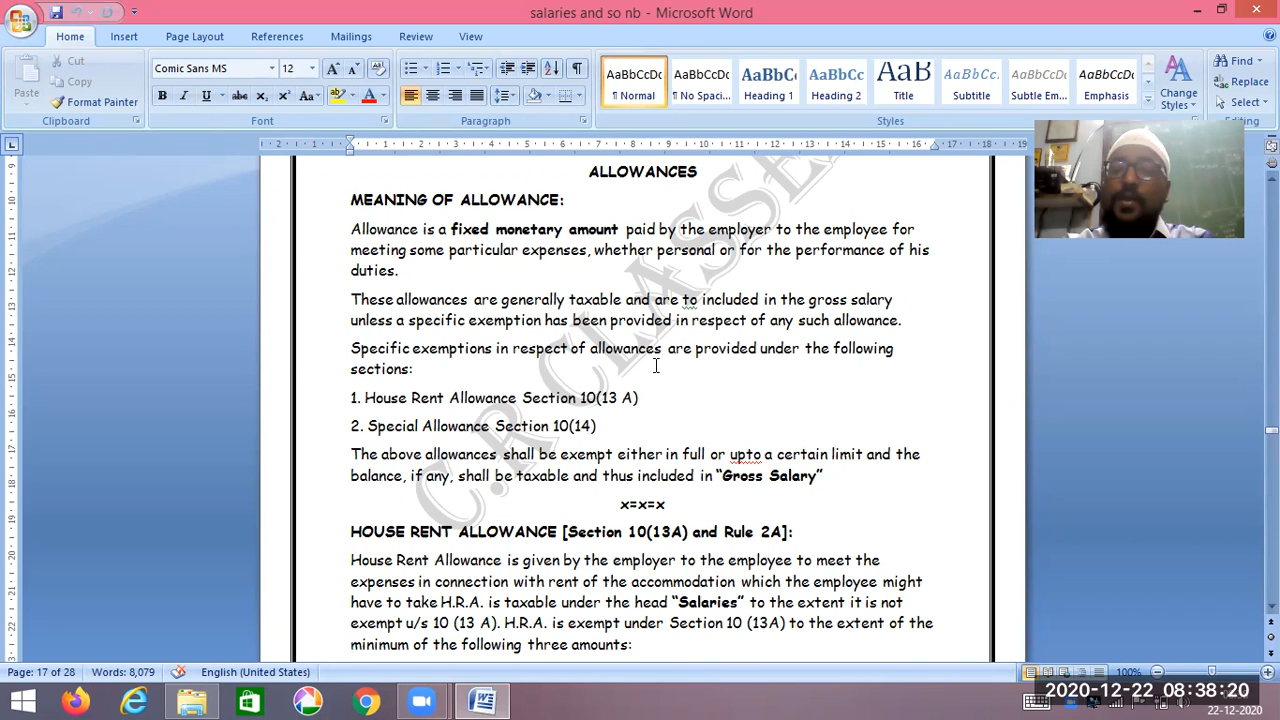 salaries and so nb - Microsoft Word
Home Insert Page Layout References Mailings Review View
Paste
Cut
Copy
Format Painter
Clipboard
Comic Sans MS 12
Font
Paragraph
AaBbCcDc AaBbCcDc AaBbC AaBbCc AaB AaBbCc. AaBbCcDc AaBbCcDc
¶ Normal ¶ No Spaci... Heading 1 Heading 2 Title Subtitle Subtle Em... Emphasis
Change Styles
Styles
Find
Replace
Select
Editing
ALLOWANCES
MEANING OF ALLOWANCE:
Allowance is a fixed monetary amount paid by the employer to the employee for
meeting some particular expenses, whether personal or for the performance of his
duties.
These allowances are generally taxable and are to included in the gross salary
unless a specific exemption has been provided in respect of any such allowance.
Specific exemptions in respect of allowances are provided under the following
sections:
1. House Rent Allowance Section 10(13 A)
2. Special Allowance Section 10(14)
The above allowances shall be exempt either in full or upto a certain limit and the
balance, if any, shall be taxable and thus included in “Gross Salary”
x=x=x
HOUSE RENT ALLOWANCE [Section 10(13A) and Rule 2A]:
House Rent Allowance is given by the employer to the employee to meet the
expenses in connection with rent of the accommodation which the employee might
have to take H.R.A. is taxable under the head “Salaries” to the extent it is not
exempt u/s 10 (13 A). H.R.A. is exempt under Section 10 (13A) to the extent of the
minimum of the following three amounts:
C.R CLASSE
Page: 17 of 28 Words: 8,079 English (United States) 100%
2020-12-22 08:38:20
22-12-2020